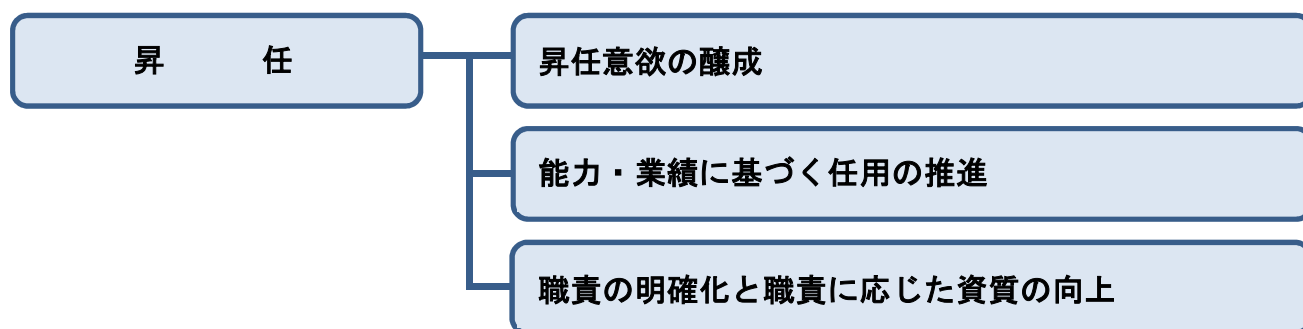 昇　　　任
昇任意欲の醸成
能力・業績に基づく任用の推進
職責の明確化と職責に応じた資質の向上